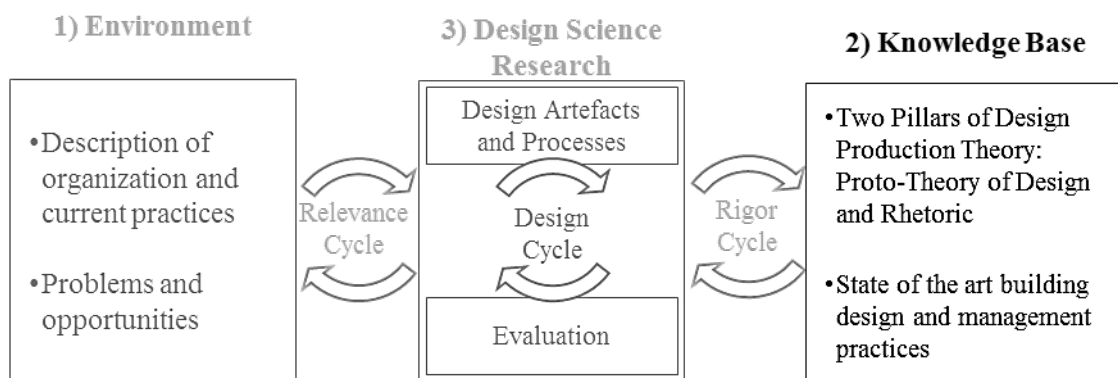 1) Environment
•Description of
organization and
current practices
•Problems and
opportunities
Relevance
Cycle
3) Design Science
Research
Design Artefacts
and Processes
Design
Cycle
Evaluation
Rigor
Cycle
2) Knowledge Base
•Two Pillars of Design
Production Theory:
Proto-Theory of Design
and Rhetoric
•State of the art building
design and management
practices